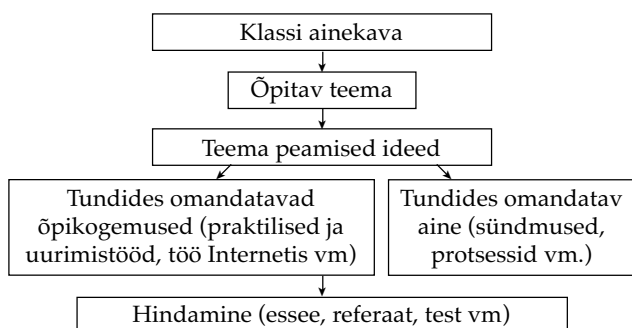 Klassi ainekava
Õpitav teema
Teema peamised ideed
Tundides omandatavad
õpikogemused (praktilised ja
uurimistööd, töö Internetis vm)
Tundides omandatav
aine (sündmused,
protsessid vm.)
Hindamine (essee, referaat, test vm)